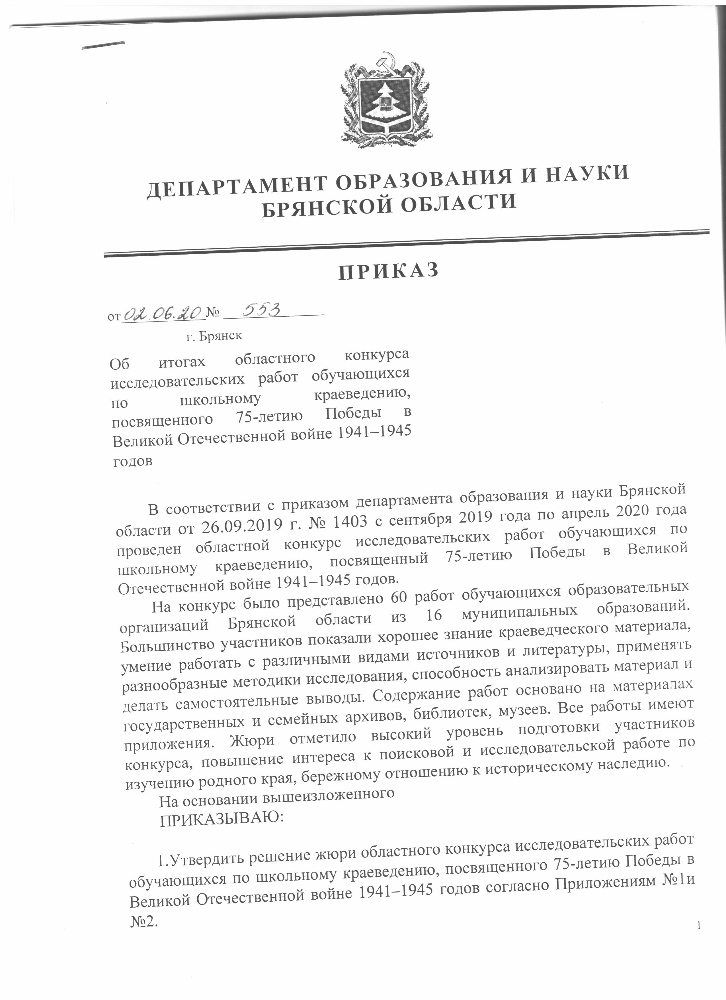 ДЕПАРТАМЕНТ ОБРАЗОВАНИЯ И НАУКИ
БРЯНСКОЙ ОБЛАСТИ
ПРИКАЗ
от 02.06.20 № 553
г. Брянск
Об итогах областного конкурса
исследовательских работ обучающихся
по школьному краеведению,
посвященного 75-летию Победы в
Великой Отечественной войне 1941–1945
годов
В соответствии с приказом департамента образования и науки Брянской
области от 26.09.2019 г. № 1403 с сентября 2019 года по апрель 2020 года
проведен областной конкурс исследовательских работ обучающихся по
школьному краеведению, посвященный 75-летию Победы в Великой
Отечественной войне 1941–1945 годов.
На конкурс было представлено 60 работ обучающихся образовательных
организаций Брянской области из 16 муниципальных образований.
Большинство участников показали хорошее знание краеведческого материала,
умение работать с различными видами источников и литературы, применять
разнообразные методики исследования, способность анализировать материал и
делать самостоятельные выводы. Содержание работ основано на материалах
государственных и семейных архивов, библиотек, музеев. Все работы имеют
приложения. Жюри отметило высокий уровень подготовки участников
конкурса, повышение интереса к поисковой и исследовательской работе по
изучению родного края, бережному отношению к историческому наследию.
На основании вышеизложенного
ПРИКАЗЫВАЮ:
1.Утвердить решение жюри областного конкурса исследовательских работ
обучающихся по школьному краеведению, посвященного 75-летию Победы в
Великой Отечественной войне 1941–1945 годов согласно Приложениям №1и
№2.
1